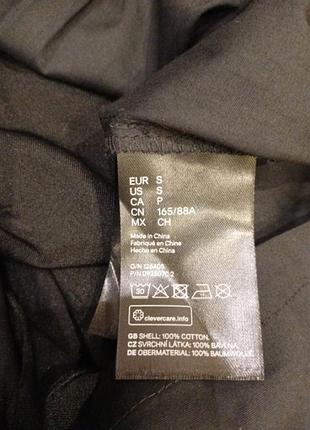 EUR S
US S
CA P
CN 165/88A
MX CH
Made in China
Fabriqué en Chine
Hecho en China
30
clevercare.info
GB SHELL: 100% COTTON.
CZ SVRCHNÍ LÁTKA: 100% BAVLNA.
DE OBERMATERIAL: 100% BAUMWOLLE.